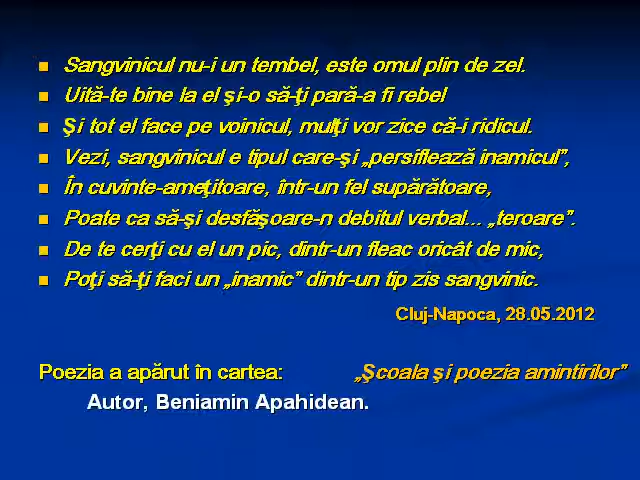 Sangvinicul nu-i un tembel, este omul plin de zel.
Uită-te bine la el şi-o să-ţi pară-a fi rebel
Şi tot el face pe voinicul, mulţi vor zice că-i ridicul.
Vezi, sangvinicul e tipul care-şi „persiflează inamicul”,
În cuvinte-ameţitoare, într-un fel supărătoare,
Poate ca să-şi desfăşoare-n debitul verbal... „teroare”.
De te cerţi cu el un pic, dintr-un fleac oricât de mic,
Poţi să-ţi faci un „inamic” dintr-un tip zis sangvinic.
Cluj-Napoca, 28.05.2012
Poezia a apărut în cartea: „Şcoala şi poezia amintirilor”
Autor, Beniamin Apahidean.